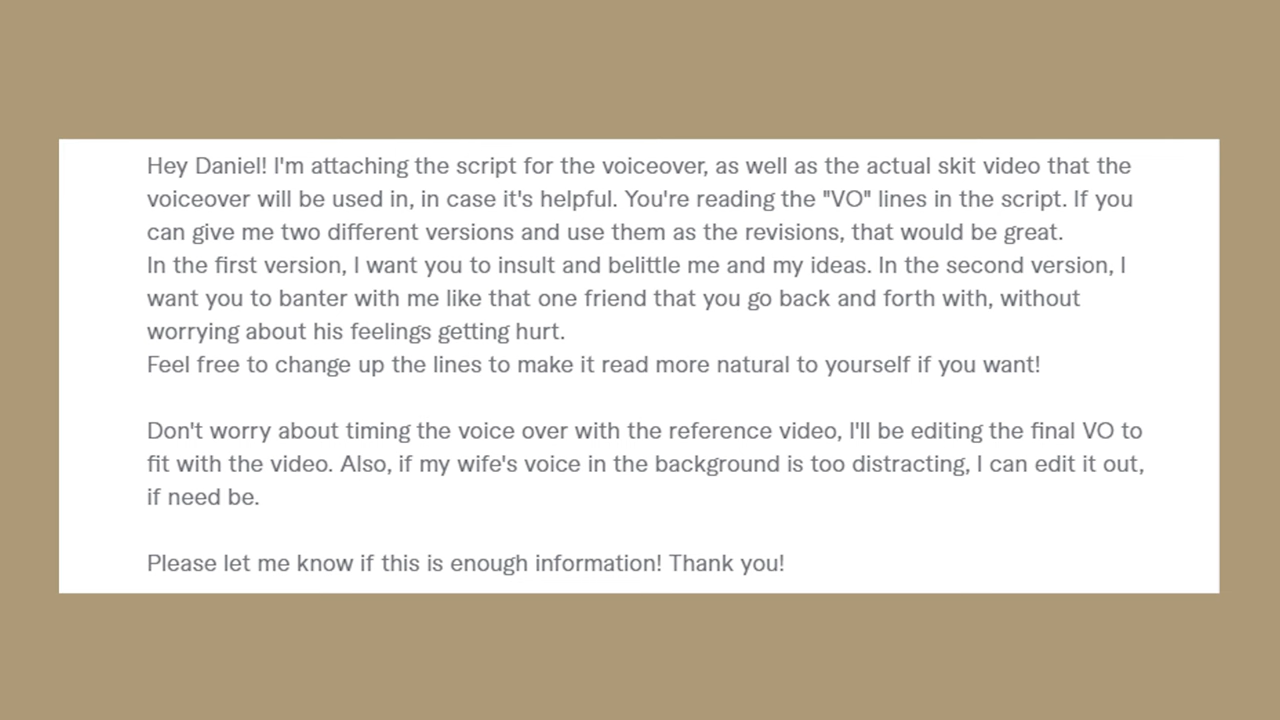 Hey Daniel! I'm attaching the script for the voiceover, as well as the actual skit video that the
voiceover will be used in, in case it's helpful. You're reading the "VO" lines in the script. If you
can give me two different versions and use them as the revisions, that would be great.
In the first version, I want you to insult and belittle me and my ideas. In the second version, I
want you to banter with me like that one friend that you go back and forth with, without
worrying about his feelings getting hurt.
Feel free to change up the lines to make it read more natural to yourself if you want!
Don't worry about timing the voice over with the reference video, I'll be editing the final VO to
fit with the video. Also, if my wife's voice in the background is too distracting, I can edit it out,
if need be.
Please let me know if this is enough information! Thank you!